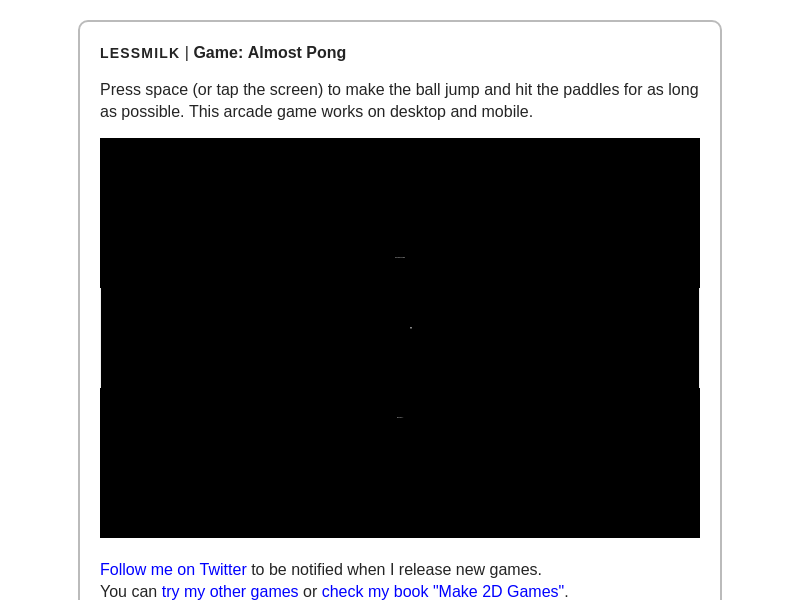 LESSMILK | Game: Almost Pong
Press space (or tap the screen) to make the ball jump and hit the paddles for as long
as possible. This arcade game works on desktop and mobile.
Follow me on Twitter to be notified when I release new games.
You can try my other games or check my book "Make 2D Games".